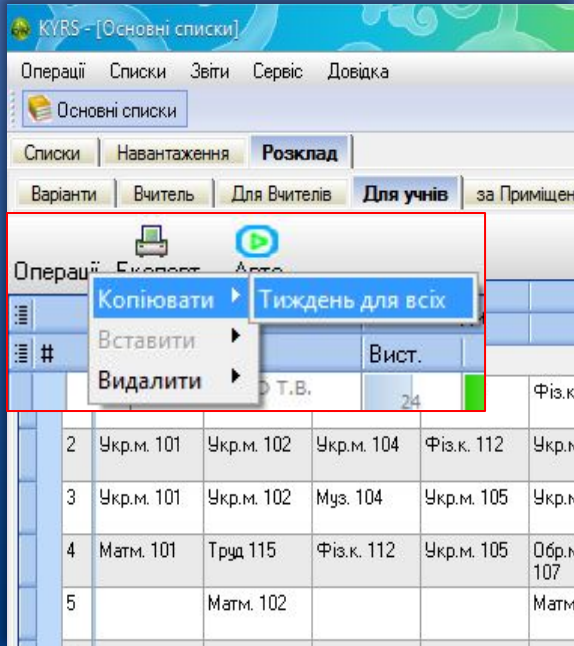 KYRS - [Основні списки]
Операції Списки Звіти Сервіс Довідка
Основні списки
Списки Навантаження Розклад
Варіанти Вчитель Для Вчителів Для учнів за Приміщен
Операції Експорт Авто
Копіювати Тиждень для всіх
# Вставити Вист.
Видалити Т.В. 24 Фіз.к
2 Укр.м. 101 Укр.м. 102 Укр.м. 104 Фіз.к. 112 Укр.м
3 Укр.м. 101 Укр.м. 102 Муз. 104 Укр.м. 105 Укр.м
4 Матм. 101 Труд 115 Фіз.к. 112 Укр.м. 105 Обр.м
107
5 Матм. 102 Матм